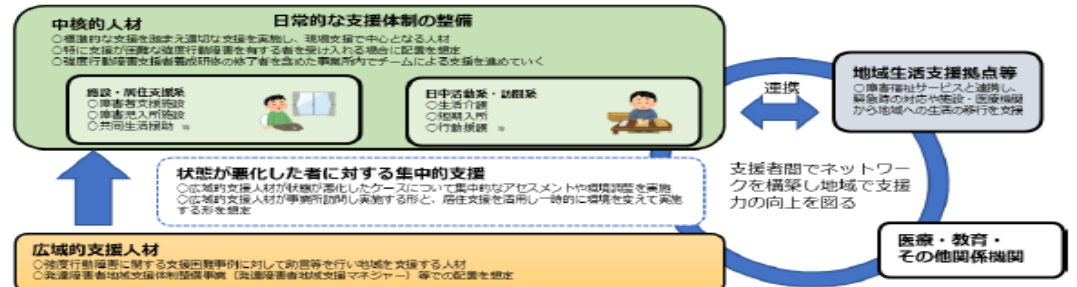 日常的な支援体制の整備
中核的人材
○標準的な支援を踏まえ適切な支援を実施し、現場支援で中心となる人材
○特に支援が困難な強度行動障害を有する者を受け入れる場合に配置を想定
○強度行動障害支援者養成研修の修了者を含めた事業所内でチームによる支援を進めていく
施設・居住支援系
○障害者支援施設
○障害児入所施設
○共同生活援助 等
日中活動系・訪問系
○生活介護
○短期入所
○行動援護 等
連携
地域生活支援拠点等
○障害福祉サービスと連携し、
緊急時の対応や施設・医療機関
から地域への生活の移行を支援
状態が悪化した者に対する集中的支援
○広域的支援人材が状態が悪化したケースについて集中的なアセスメントや環境調整を実施
○広域的支援人材が事業所訪問し実施する形と、居住支援を活用し一時的に環境を変えて実施
する形を想定
支援者間でネットワー
クを構築し地域で支援
力の向上を図る
広域的支援人材
○強度行動障害に関する支援困難事例に対して助言等を行い地域を支援する人材
○発達障害者地域支援体制整備事業（発達障害者地域支援マネジャー）等での配置を想定
医療・教育・
その他関係機関